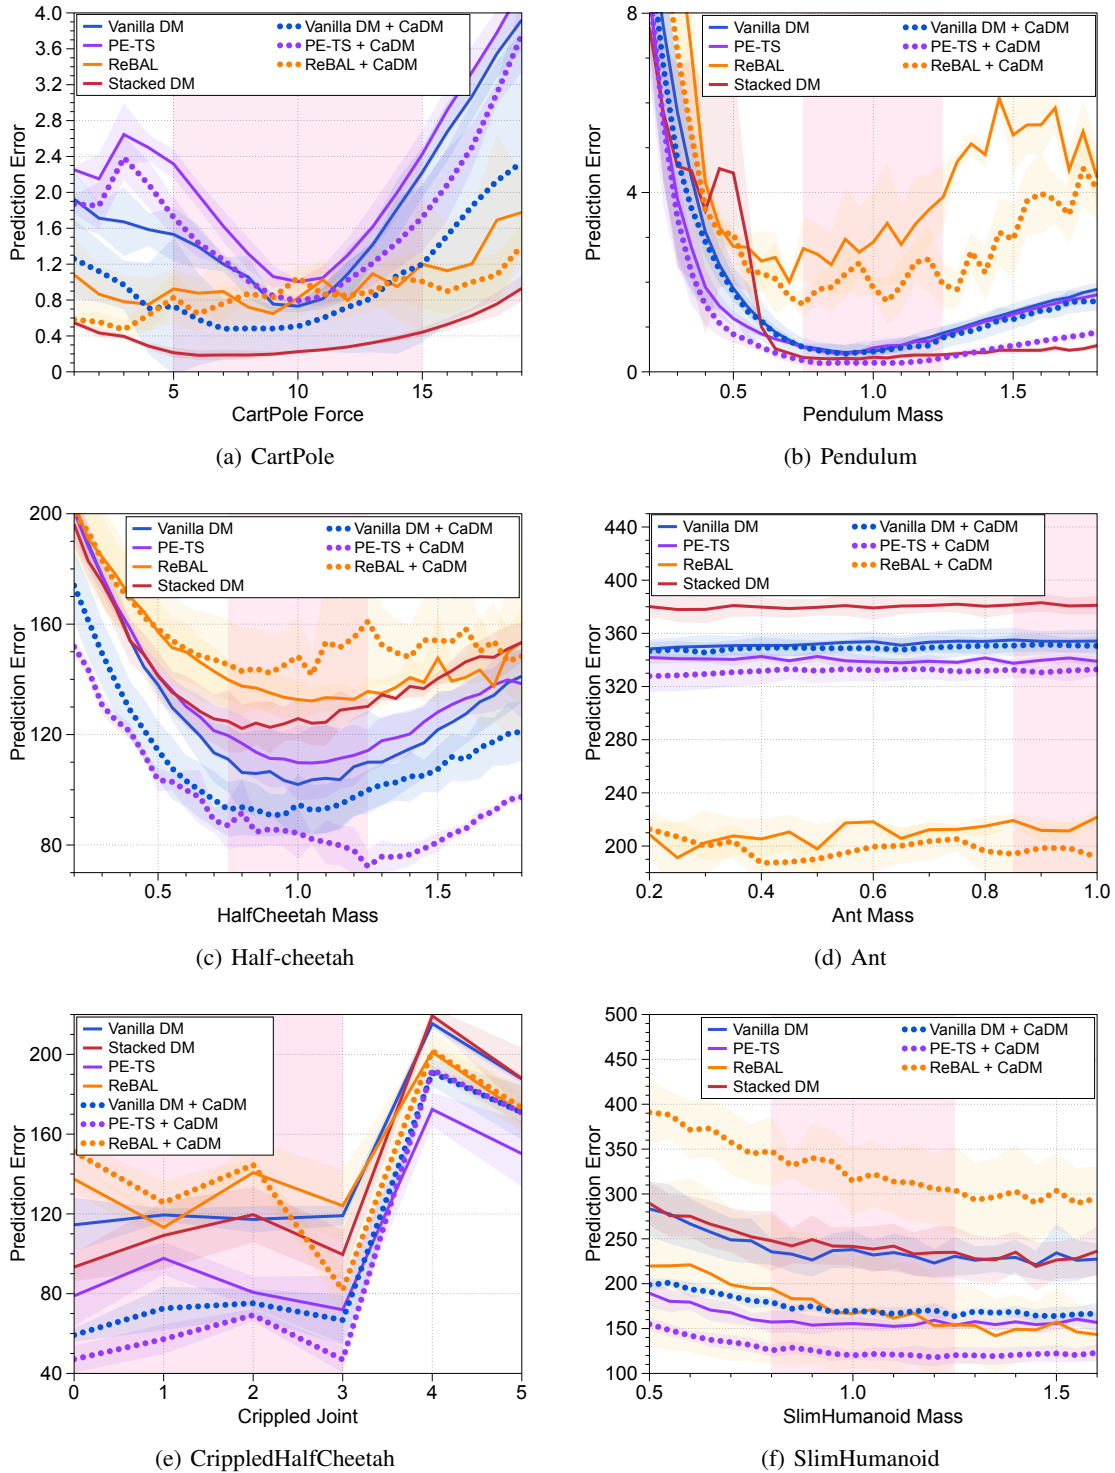 Vanilla DM
PE-TS
ReBAL
Stacked DM
Vanilla DM + CaDM
PE-TS + CaDM
ReBAL + CaDM
4.0
3.6
3.2
2.8
2.4
2.0
1.6
1.2
0.8
0.4
0
Prediction Error
5
10
15
CartPole Force
(a) CartPole
Vanilla DM
PE-TS
ReBAL
Stacked DM
Vanilla DM + CaDM
PE-TS + CaDM
ReBAL + CaDM
8
4
0
Prediction Error
0.5
1.0
1.5
Pendulum Mass
(b) Pendulum
Vanilla DM
PE-TS
ReBAL
Stacked DM
Vanilla DM + CaDM
PE-TS + CaDM
ReBAL + CaDM
200
160
120
80
Prediction Error
0.5
1.0
1.5
HalfCheetah Mass
(c) Half-cheetah
Vanilla DM
PE-TS
ReBAL
Stacked DM
Vanilla DM + CaDM
PE-TS + CaDM
ReBAL + CaDM
440
400
360
320
280
240
200
180
Prediction Error
0.2
0.4
0.6
0.8
1.0
Ant Mass
(d) Ant
Vanilla DM
Stacked DM
PE-TS
ReBAL
Vanilla DM + CaDM
PE-TS + CaDM
ReBAL + CaDM
200
160
120
80
40
Prediction Error
0
1
2
3
4
5
Crippled Joint
(e) CrippledHalfCheetah
Vanilla DM
PE-TS
ReBAL
Stacked DM
Vanilla DM + CaDM
PE-TS + CaDM
ReBAL + CaDM
500
450
400
350
300
250
200
150
100
Prediction Error
0.5
1.0
1.5
SlimHumanoid Mass
(f) SlimHumanoid